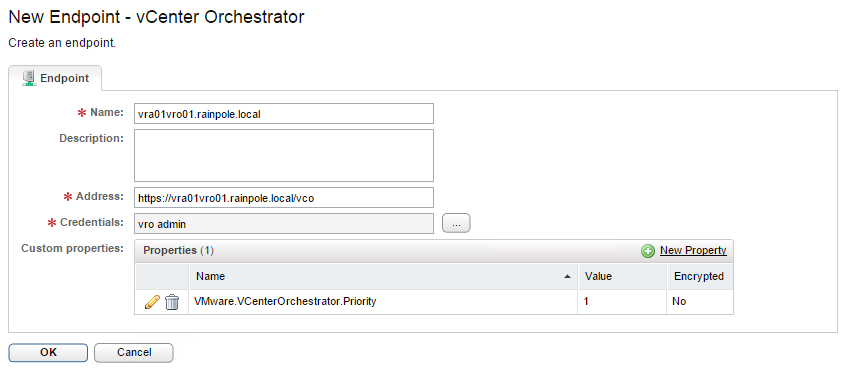 New Endpoint - vCenter Orchestrator
Create an endpoint.
Endpoint
* Name: vra01vro01.rainpole.local
Description:
* Address: https://vra01vro01.rainpole.local/vco
* Credentials: vro admin ...
Custom properties: Properties (1) New Property
Name Value Encrypted
VMware.VCenterOrchestrator.Priority 1 No
OK Cancel